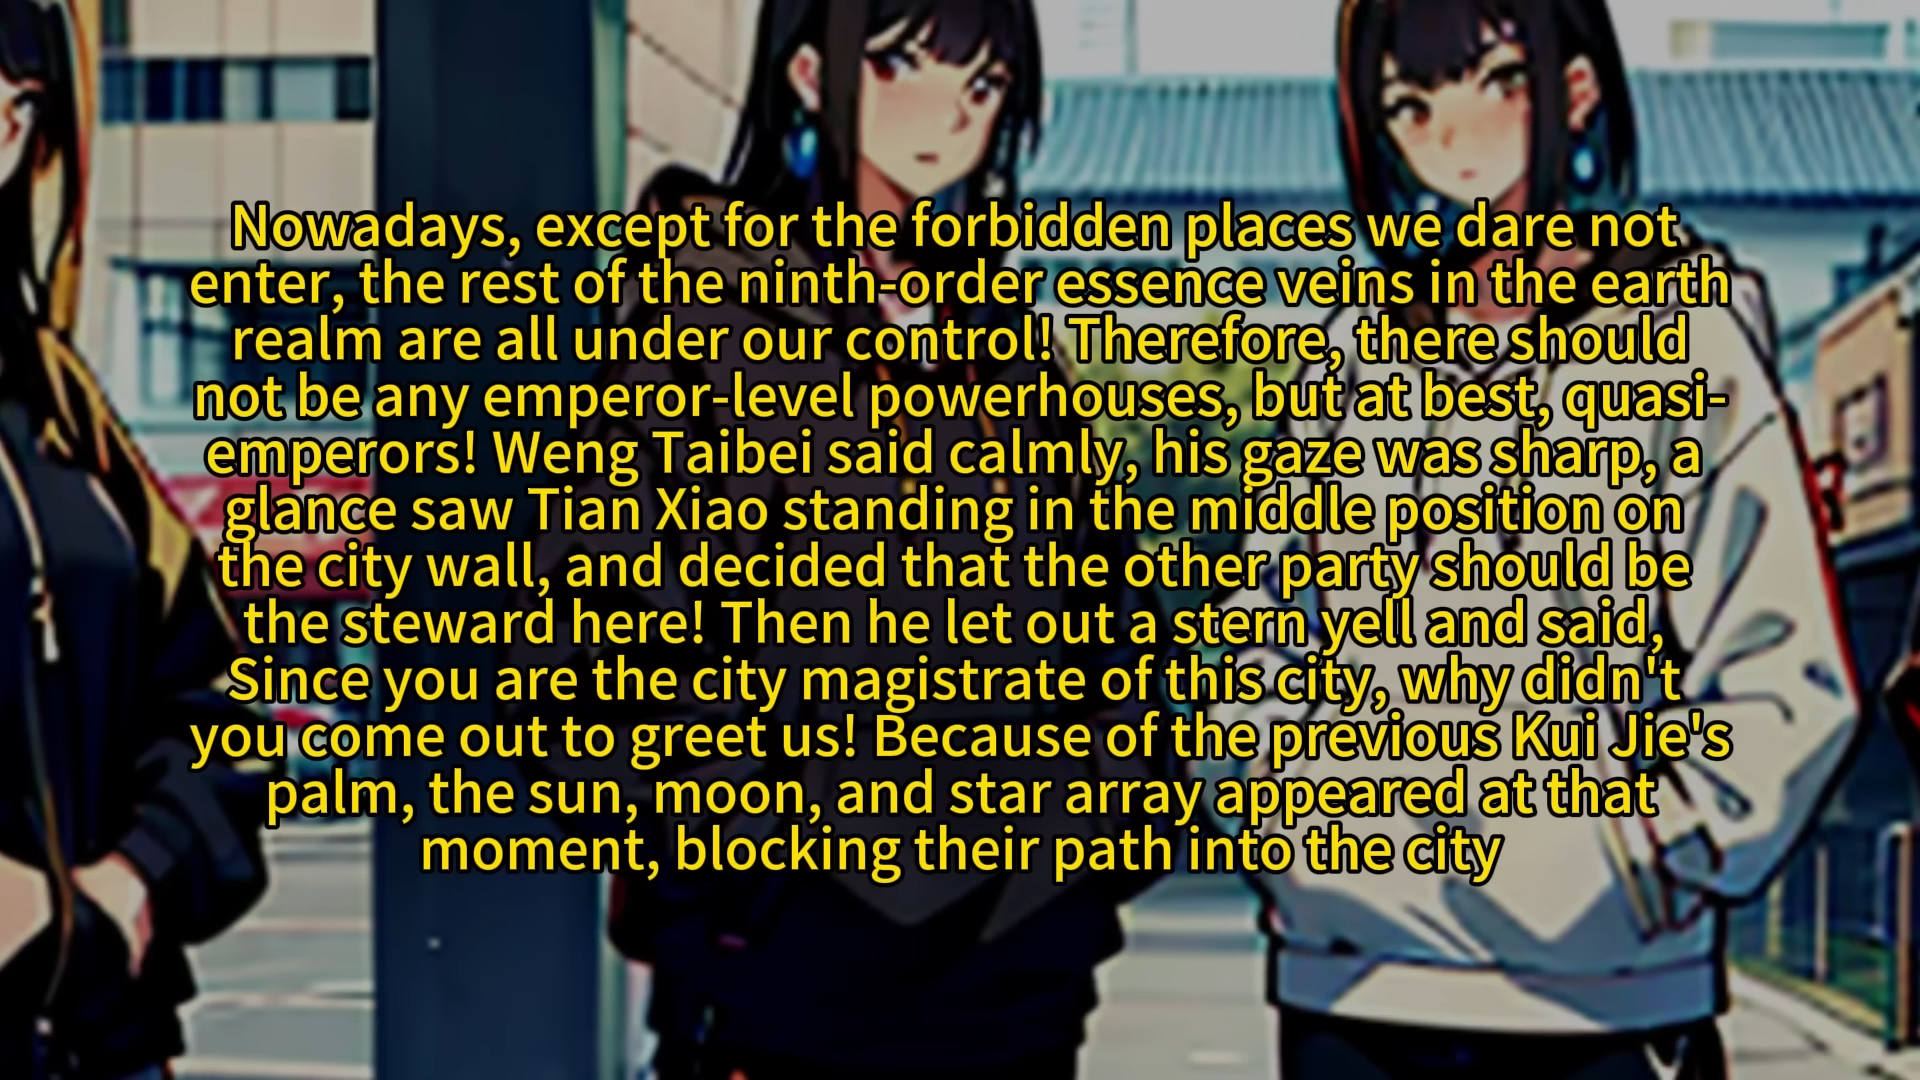 Nowadays, except for the forbidden places we dare not
enter, the rest of the ninth-order essence veins in the earth
realm are all under our control! Therefore, there should
not be any emperor-level powerhouses, but at best, quasi-
emperors! Weng Taibei said calmly, his gaze was sharp, a
glance saw Tian Xiao standing in the middle position on
the city wall, and decided that the other party should be
the steward here! Then he let out a stern yell and said,
Since you are the city magistrate of this city, why didn't
you come out to greet us! Because of the previous Kui Jie's
palm, the sun, moon, and star array appeared at that
moment, blocking their path into the city